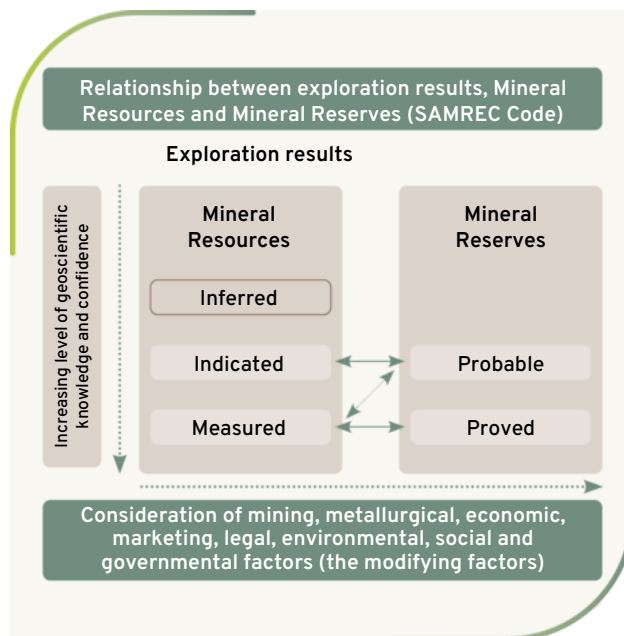 Relationship between exploration results, Mineral
Resources and Mineral Reserves (SAMREC Code)
Exploration results
Increasing level of geoscientific
knowledge and confidence
Mineral
Resources
Inferred
Indicated
Measured
Mineral
Reserves
Probable
Proved
Consideration of mining, metallurgical, economic,
marketing, legal, environmental, social and
governmental factors (the modifying factors)